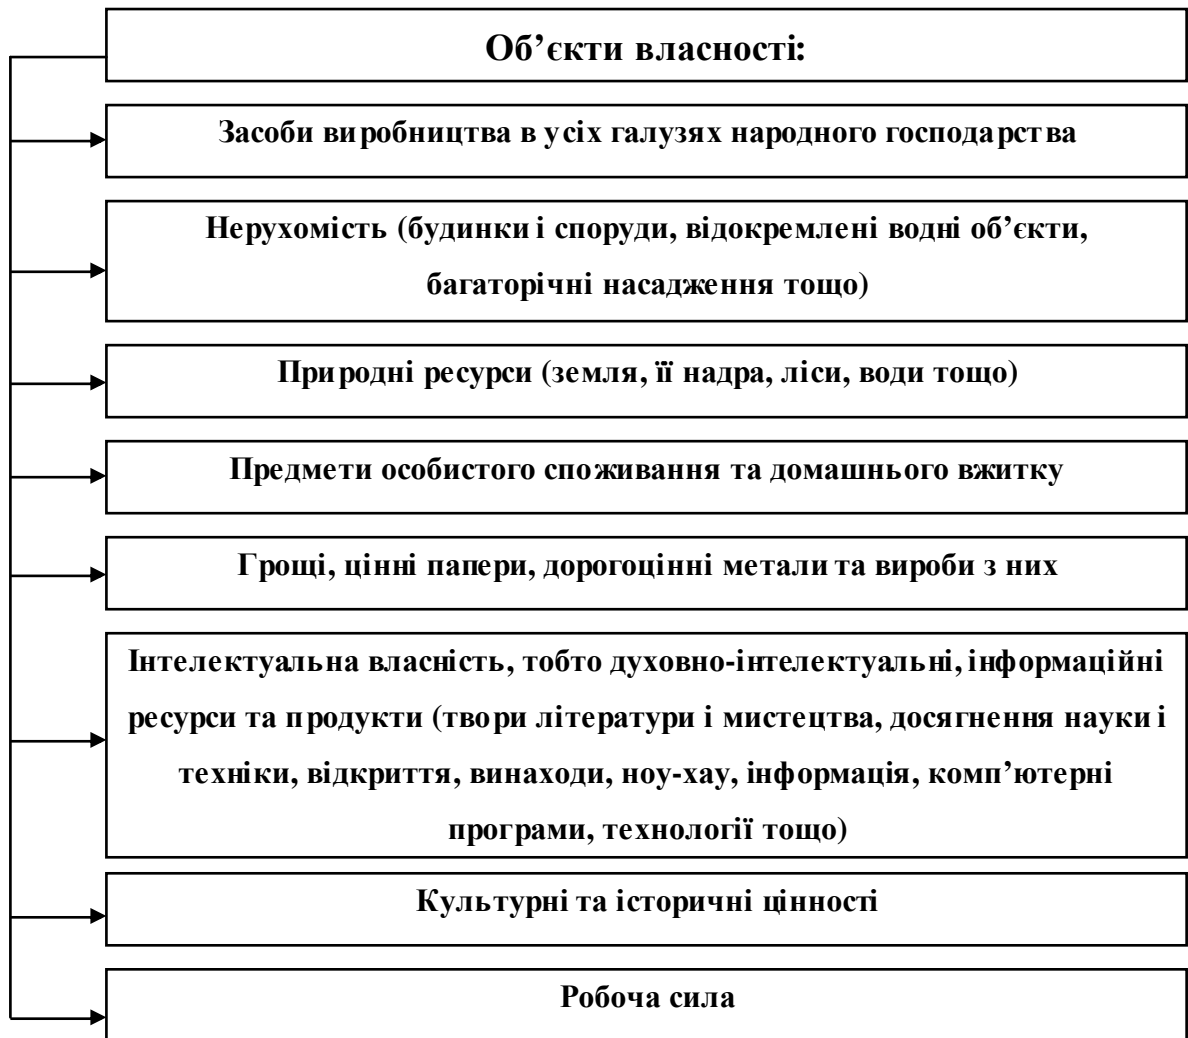 Об’єкти власності:
Засоби виробництва в усіх галузях народного господарства
Нерухомість (будинки і споруди, відокремлені водні об’єкти,
багаторічні насадження тощо)
Природні ресурси (земля, її надра, ліси, води тощо)
Предмети особистого споживання та домашнього вжитку
Грощі, цінні папери, дорогоцінні метали та вироби з них
Інтелектуальна власність, тобто духовно-інтелектуальні, інформаційні
ресурси та продукти (твори літератури і мистецтва, досягнення науки і
техніки, відкриття, винаходи, ноу-хау, інформація, комп’ютерні
програми, технології тощо)
Культурні та історичні цінності
Робоча сила